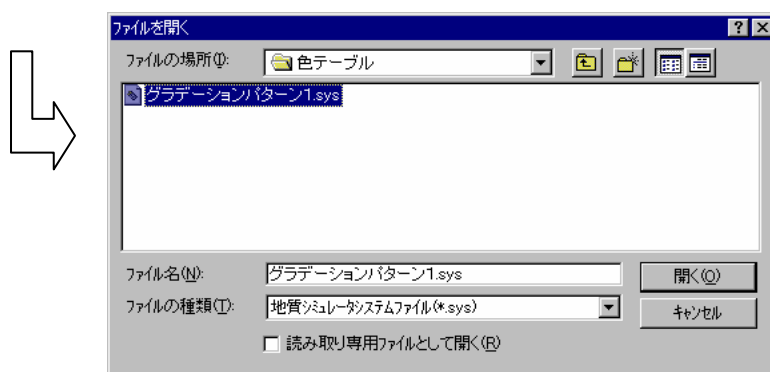 ファイルを開く
ファイルの場所(I): 色テーブル
グラデーションパターン1.sys
ファイル名(N): グラデーションパターン1.sys 開く(O)
ファイルの種類(T): 地質シミュレータシステムファイル(*.sys) キャンセル
読み取り専用ファイルとして開く(R)